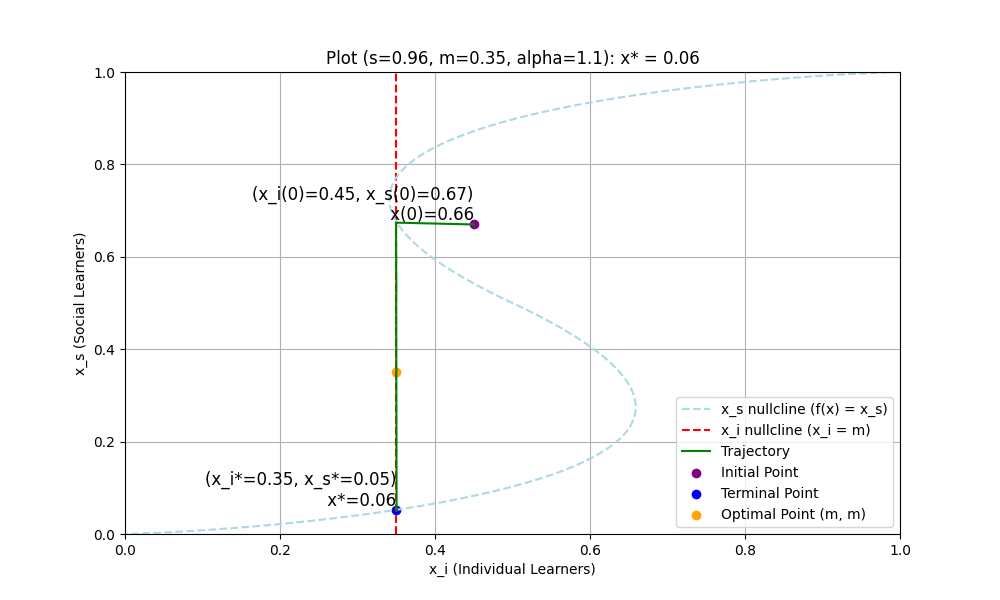 Plot (s=0.96, m=0.35, alpha=1.1): x* = 0.06
x_s (Social Learners)
1.0
0.8
0.6
0.4
0.2
0.0
(x_i(0)=0.45, x_s(0)=0.67)
x(0)=0.66
(x_i*=0.35, x_s*=0.05)
x*=0.06
x_s nullcline (f(x) = x_s)
x_i nullcline (x_i = m)
Trajectory
Initial Point
Terminal Point
Optimal Point (m, m)
0.0 0.2 0.4 0.6 0.8 1.0
x_i (Individual Learners)